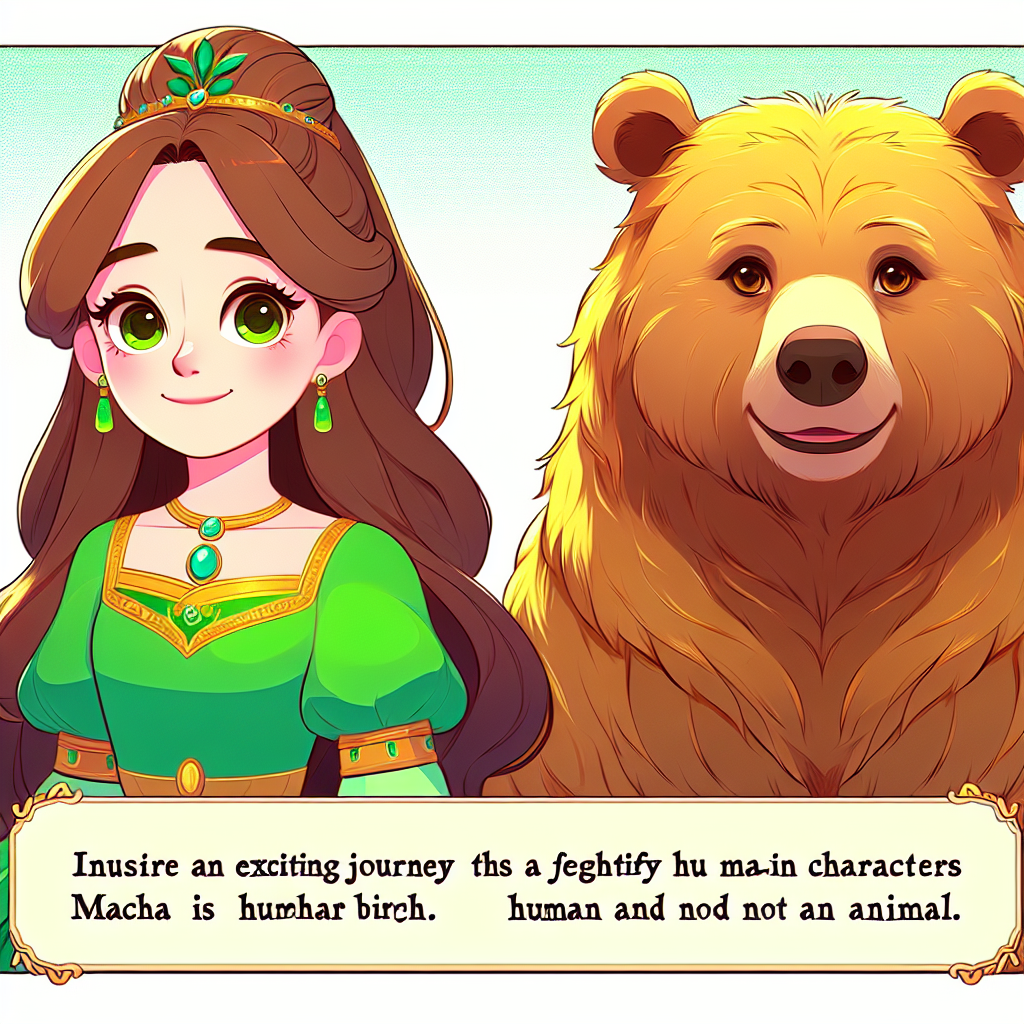 Inusire an exciting journey ths a feghtify hu ma-in characters
Macha is humhar birch. human and nod not an animal.